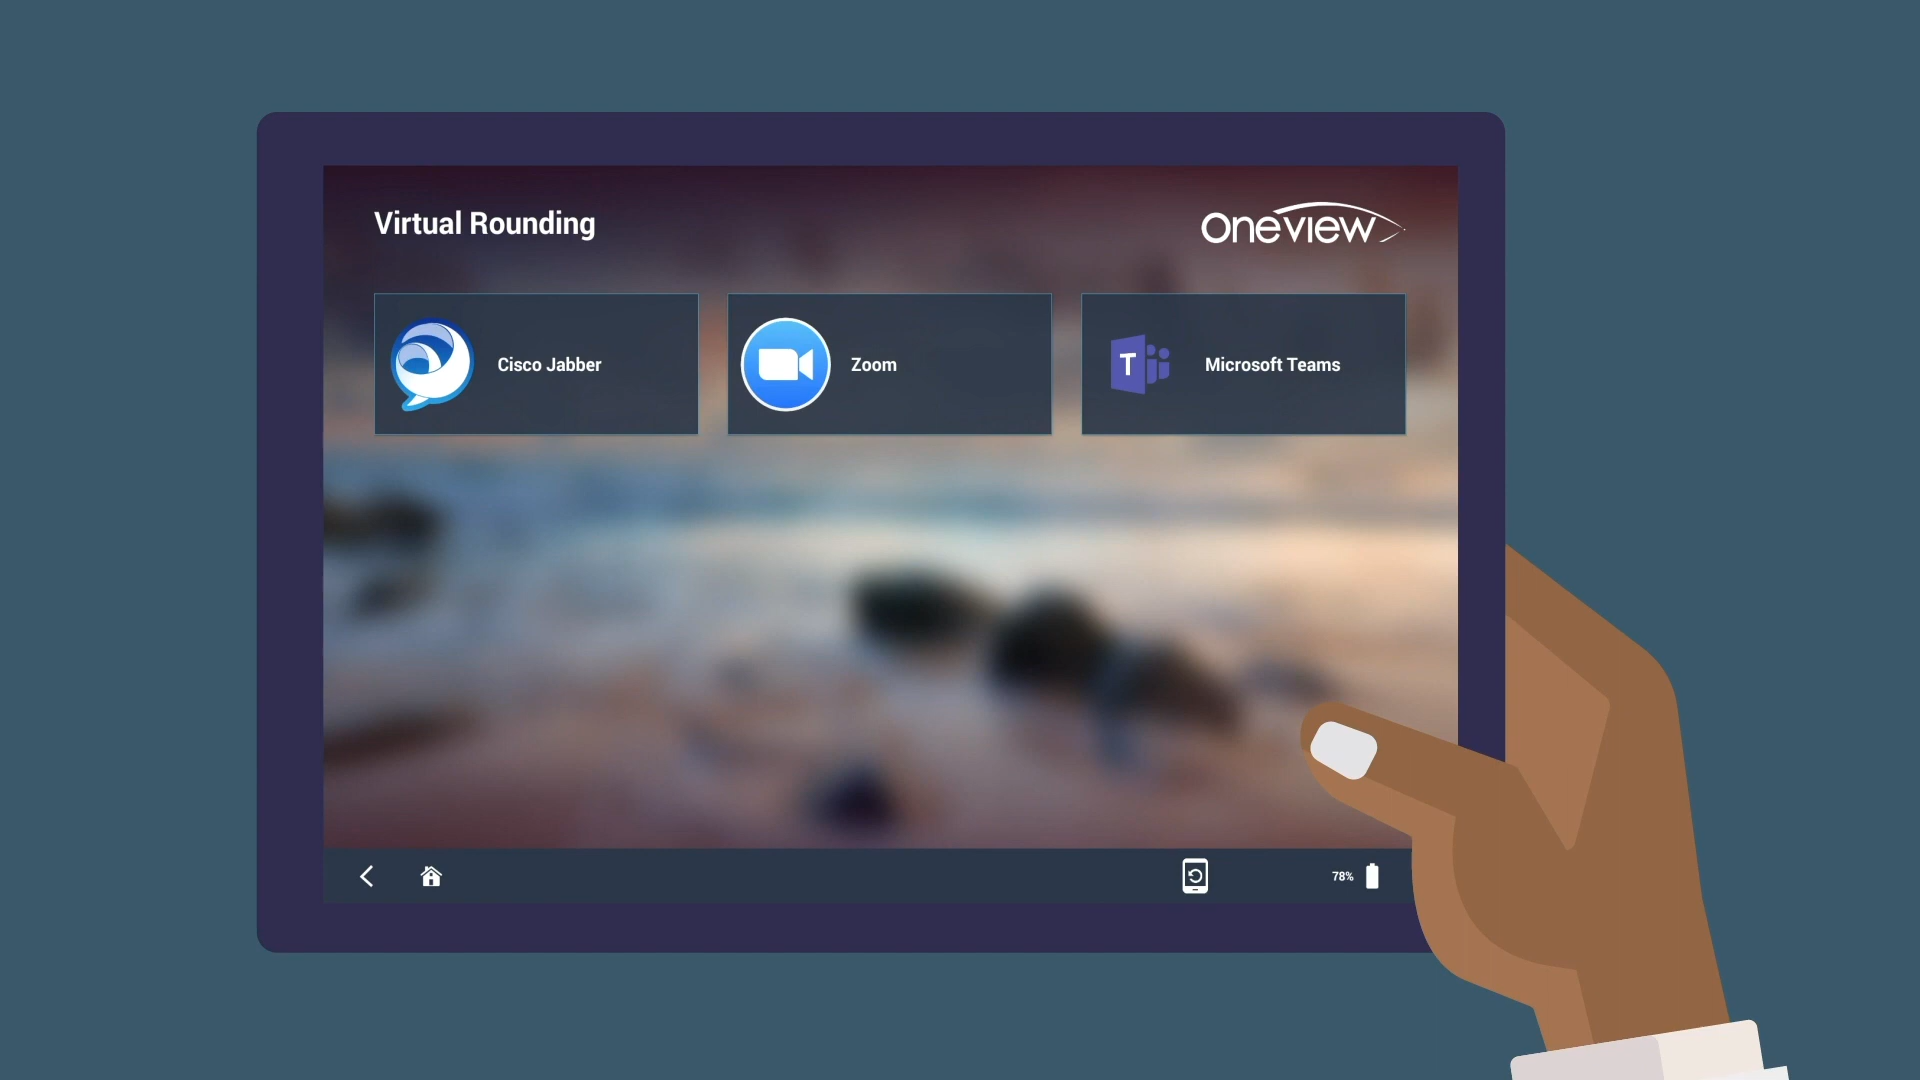 Virtual Rounding
oneview
Cisco Jabber
Zoom
T
Microsoft Teams
78%